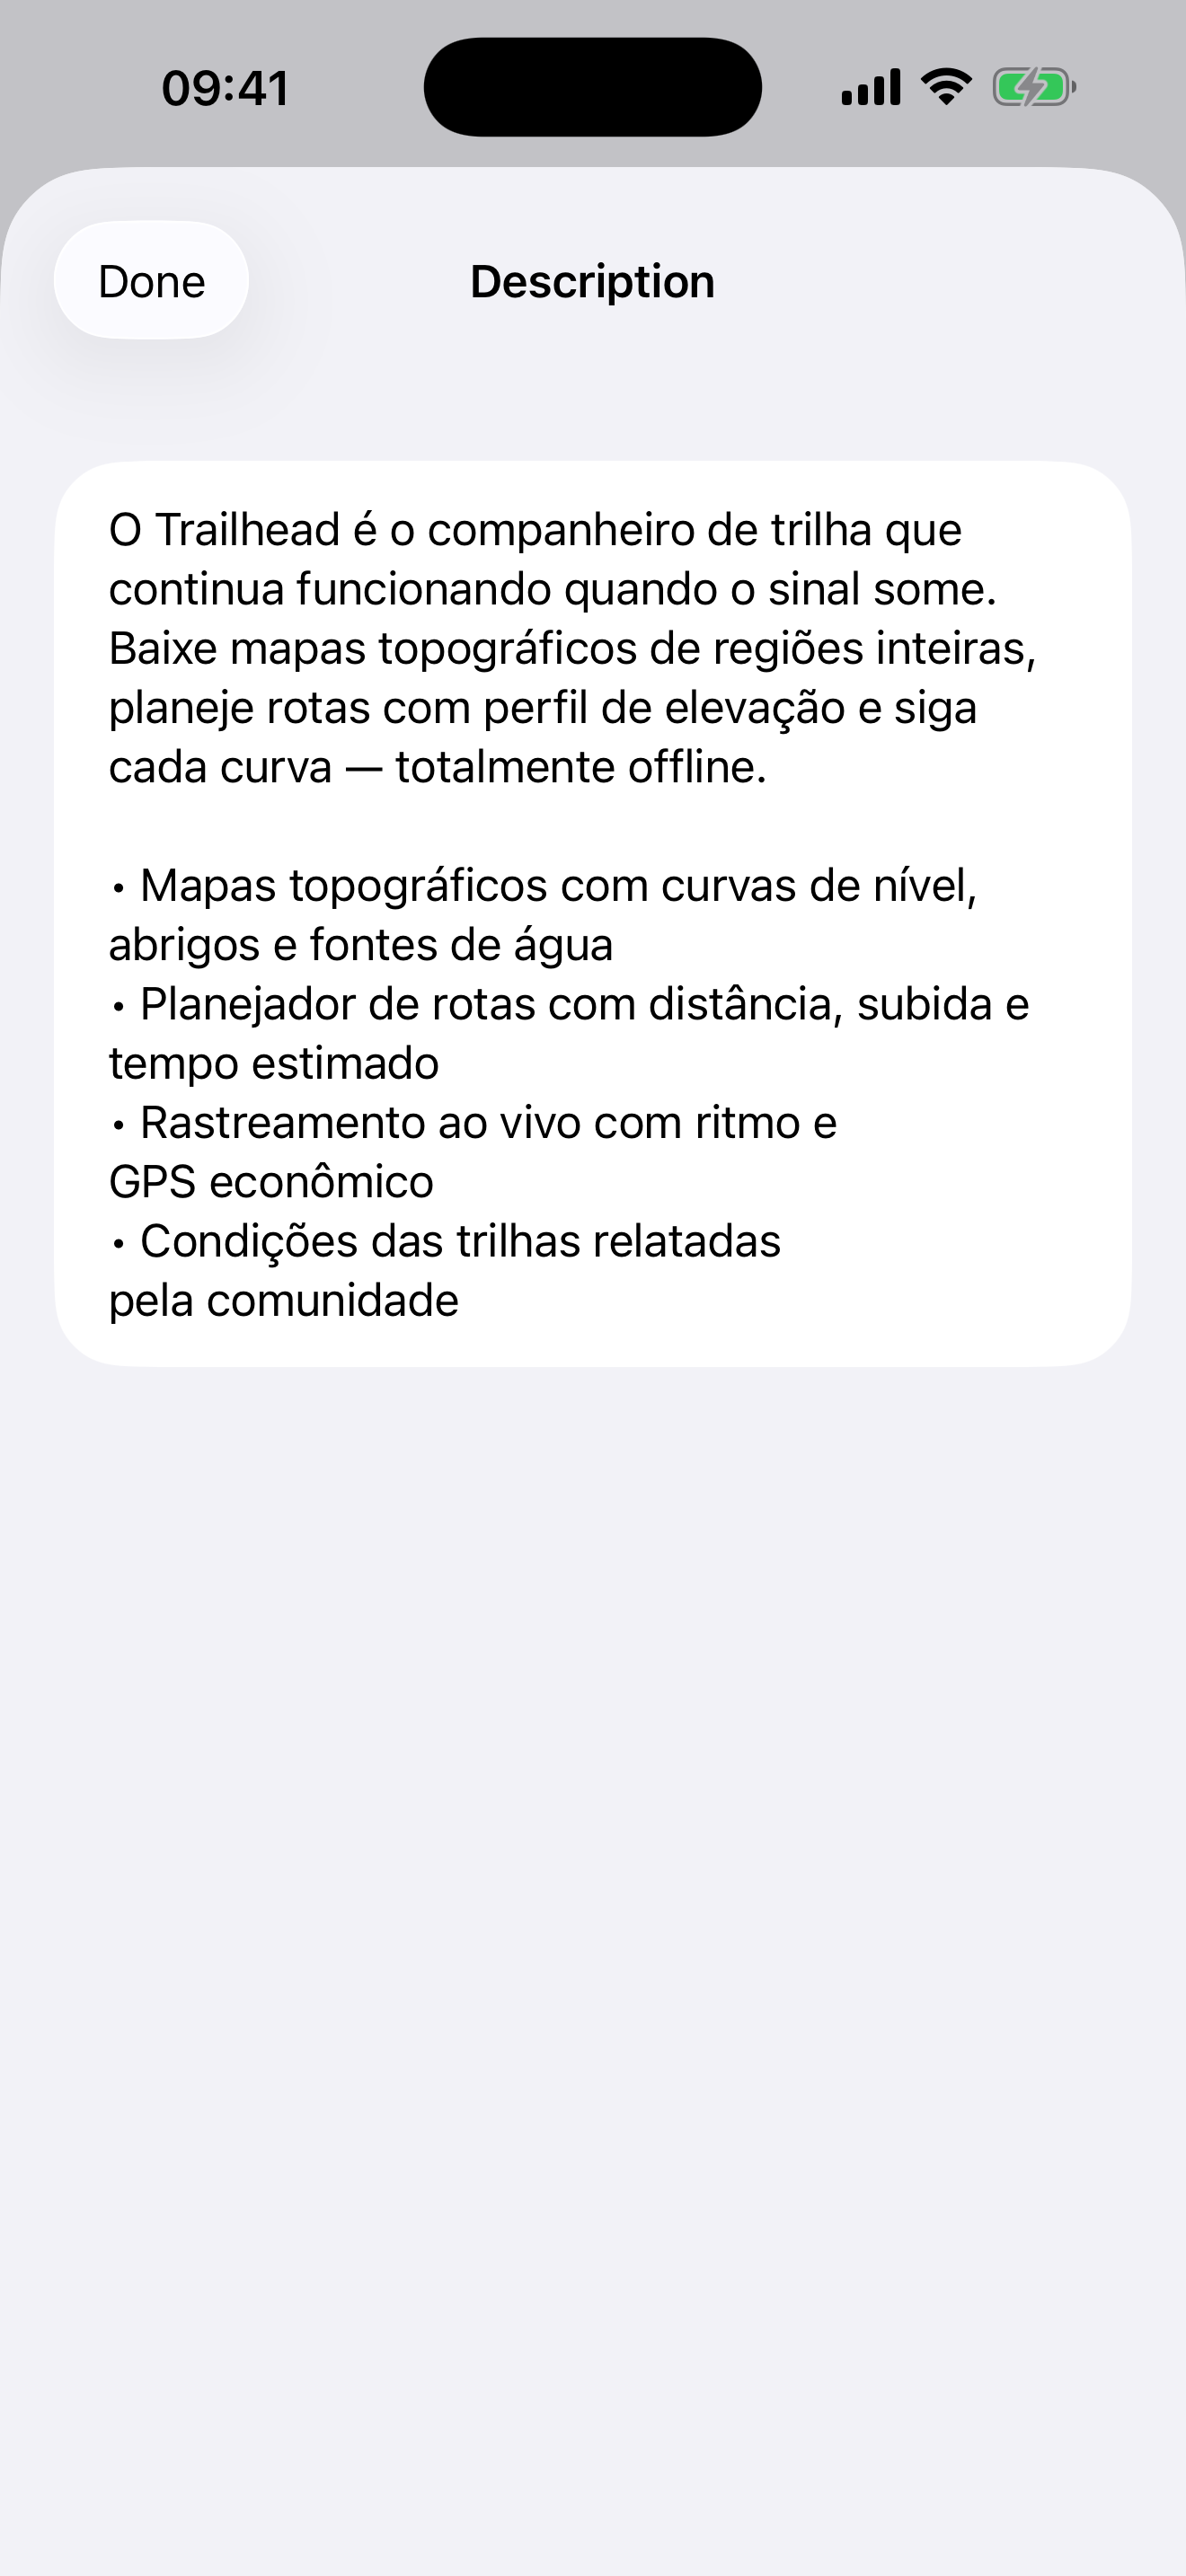 09:41
Done
Description
O Trailhead é o companheiro de trilha que
continua funcionando quando o sinal some.
Baixe mapas topográficos de regiões inteiras,
planeje rotas com perfil de elevação e siga
cada curva — totalmente offline.
• Mapas topográficos com curvas de nível,
abrigos e fontes de água
• Planejador de rotas com distância, subida e
tempo estimado
• Rastreamento ao vivo com ritmo e
GPS econômico
• Condições das trilhas relatadas
pela comunidade